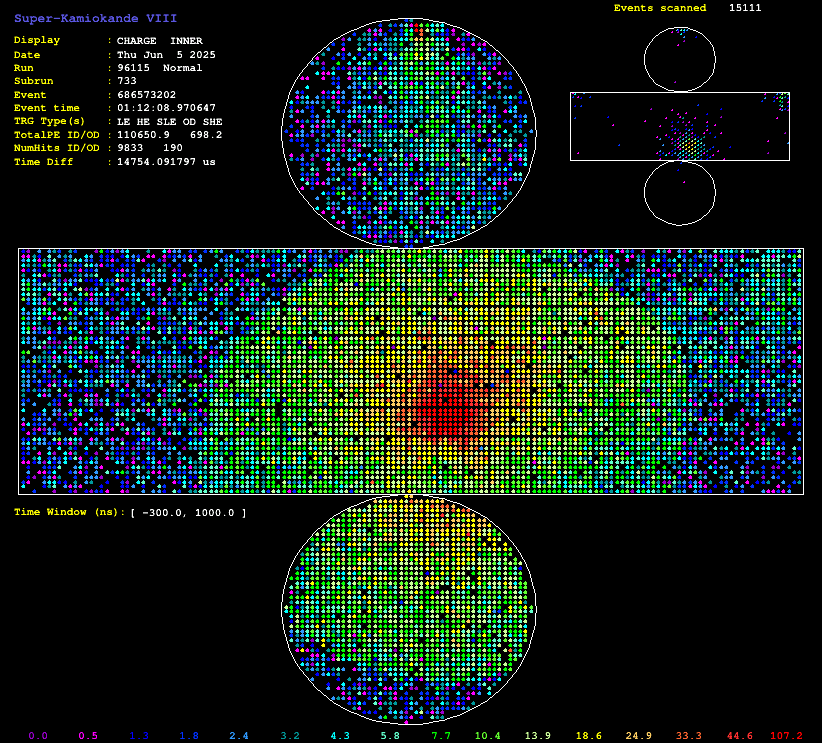 Super-Kamiokande VIII
Events scanned 15111
Display : CHARGE INNER
Date : Thu Jun 5 2025
Run : 96115 Normal
Subrun : 733
Event : 686573202
Event time : 01:12:08.970647
TRG Type(s) : LE HE SLE OD SHE
TotalPE ID/OD : 110650.9 698.2
NumHits ID/OD : 9833 190
Time Diff : 14754.091797 us
Time Window (ns): [ -300.0, 1000.0 ]
0.0 0.5 1.3 1.8 2.4 3.2 4.3 5.8 7.7 10.4 13.9 18.6 24.9 33.3 44.6 107.2